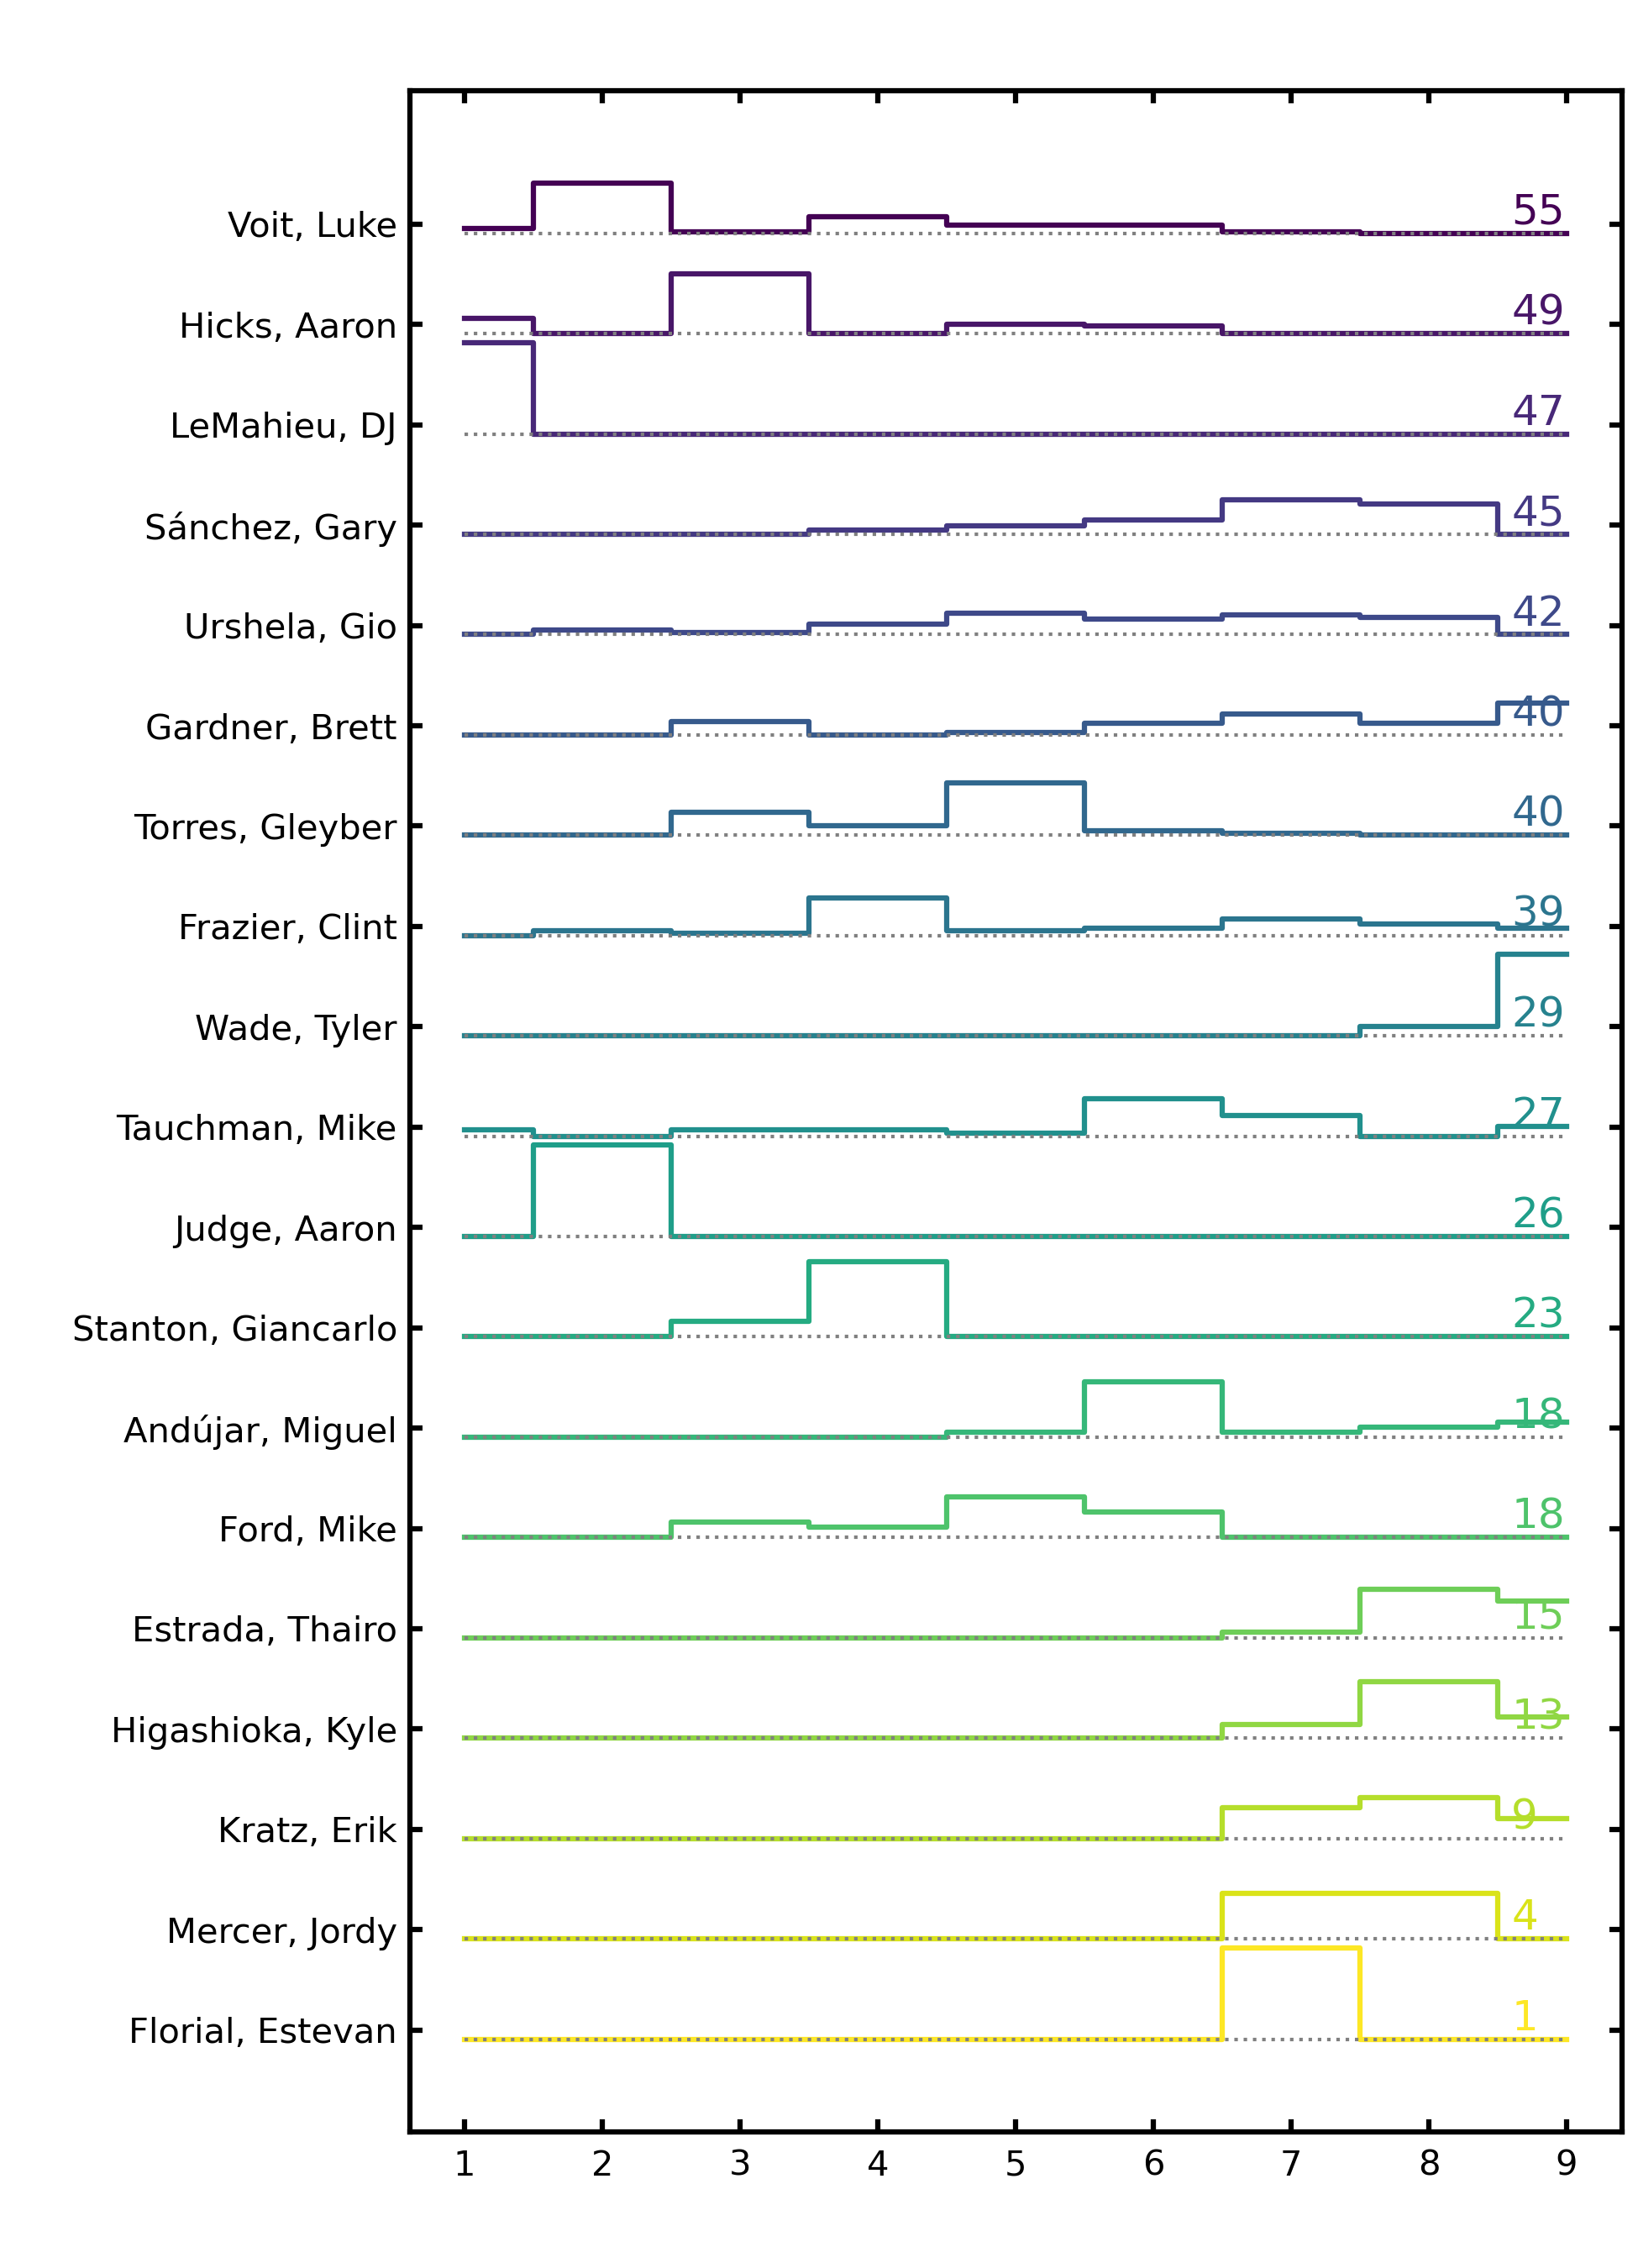 Voit, Luke 55
Hicks, Aaron 49
LeMahieu, DJ 47
Sánchez, Gary 45
Urshela, Gio 42
Gardner, Brett 40
Torres, Gleyber 40
Frazier, Clint 39
Wade, Tyler 29
Tauchman, Mike 27
Judge, Aaron 26
Stanton, Giancarlo 23
Andújar, Miguel 18
Ford, Mike 18
Estrada, Thairo 15
Higashioka, Kyle 13
Kratz, Erik 9
Mercer, Jordy 4
Florial, Estevan 1
1 2 3 4 5 6 7 8 9